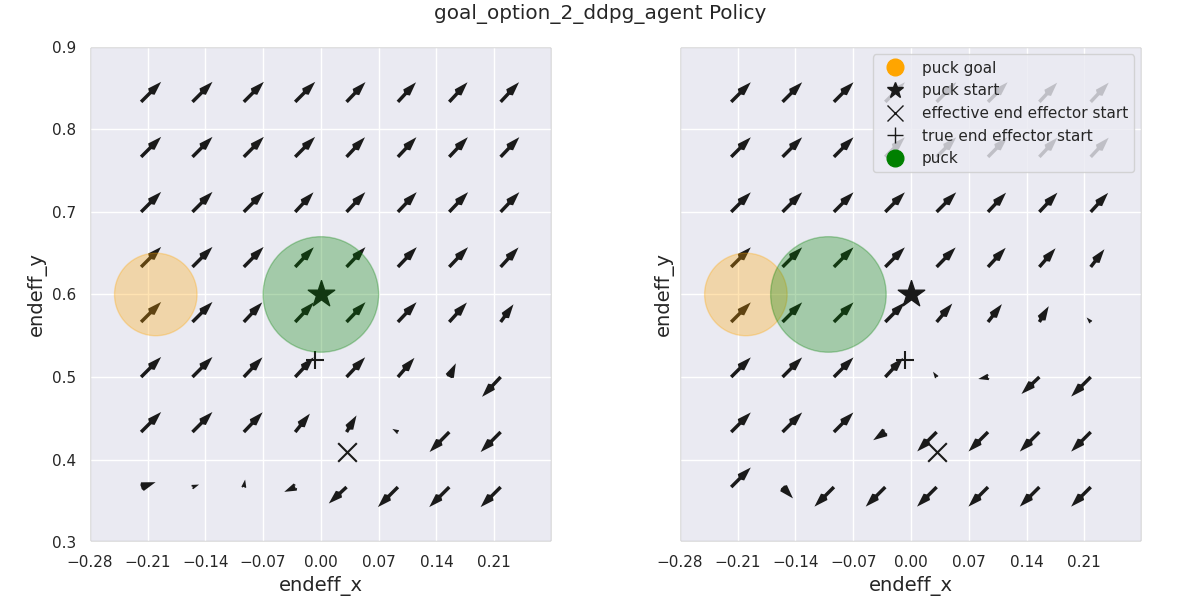 goal_option_2_ddpg_agent Policy
0.9
0.8
0.7
0.6
0.5
0.4
0.3
endeff_y
−0.28 −0.21 −0.14 −0.07 0.00 0.07 0.14 0.21
endeff_x
puck goal
puck start
effective end effector start
true end effector start
puck
endeff_y
−0.28 −0.21 −0.14 −0.07 0.00 0.07 0.14 0.21
endeff_x